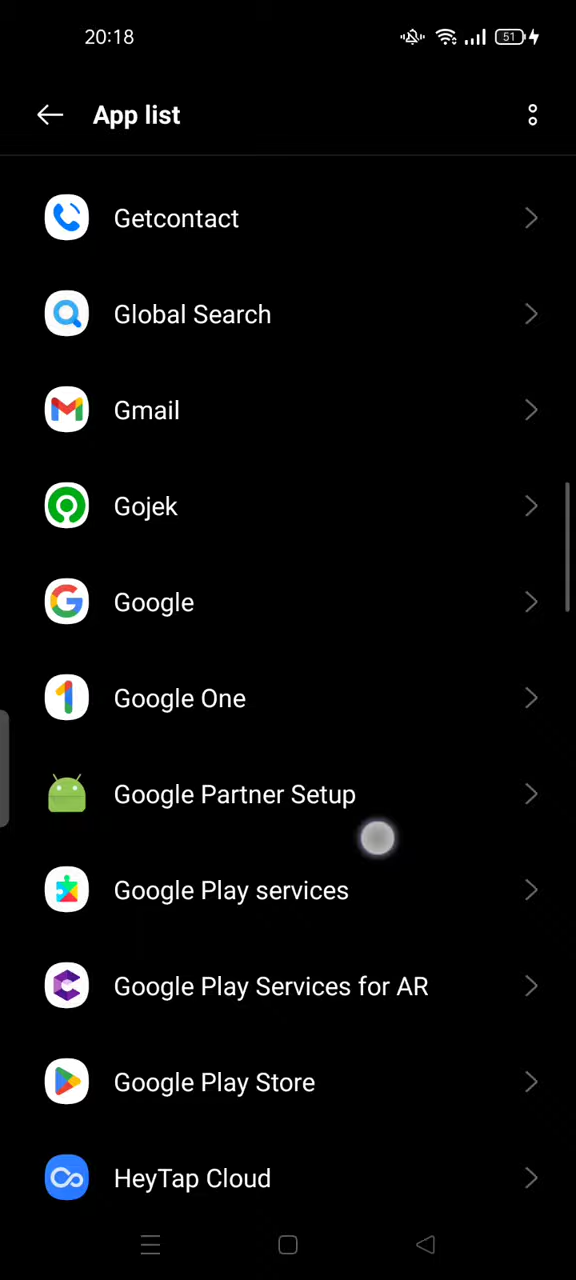 20:18
51
App list
Getcontact
Global Search
Gmail
Gojek
Google
Google One
Google Partner Setup
Google Play services
Google Play Services for AR
Google Play Store
HeyTap Cloud